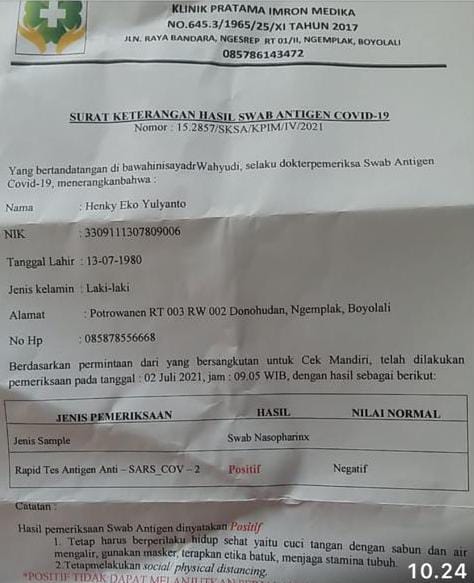 KLINIK PRATAMA IMRON MEDIKA
NO.645.3/1965/25/XI TAHUN 2017
JLN. RAYA BANDARA, NGESREP RT 01/II, NGEMPLAK, BOYOLALI
085786143472
SURAT KETERANGAN HASIL SWAB ANTIGEN COVID-19
Nomor : 15.2857/SKSA/KPIM/IV/2021
Yang bertandatangan di bawahinisayadrWahyudi, selaku dokterpemeriksa Swab Antigen
Covid-19, menerangkanbahwa :
Nama : Henky Eko Yulyanto
NIK : 3309111307809006
Tanggal Lahir : 13-07-1980
Jenis kelamin : Laki-laki
Alamat : Potrowanen RT 003 RW 002 Donohudan, Ngemplak, Boyolali
No Hp : 085878556668
Berdasarkan permintaan dari yang bersangkutan untuk Cek Mandiri, telah dilakukan
pemeriksaan pada tanggal : 02 Juli 2021, jam : 09.05 WIB, dengan hasil sebagai berikut:
JENIS PEMERIKSAAN HASIL NILAI NORMAL
Jenis Sample Swab Nasopharinx
Rapid Tes Antigen Anti – SARS_COV – 2 Positif Negatif
Catatan :
Hasil pemeriksaan Swab Antigen dinyatakan Positif
1. Tetap harus berperilaku hidup sehat yaitu cuci tangan dengan sabun dan air
mengalir, gunakan masker, terapkan etika batuk, menjaga stamina tubuh.
2.Tetapmelakukan social/ physical distancing.
*POSITIF TIDAK DAPAT
10.24